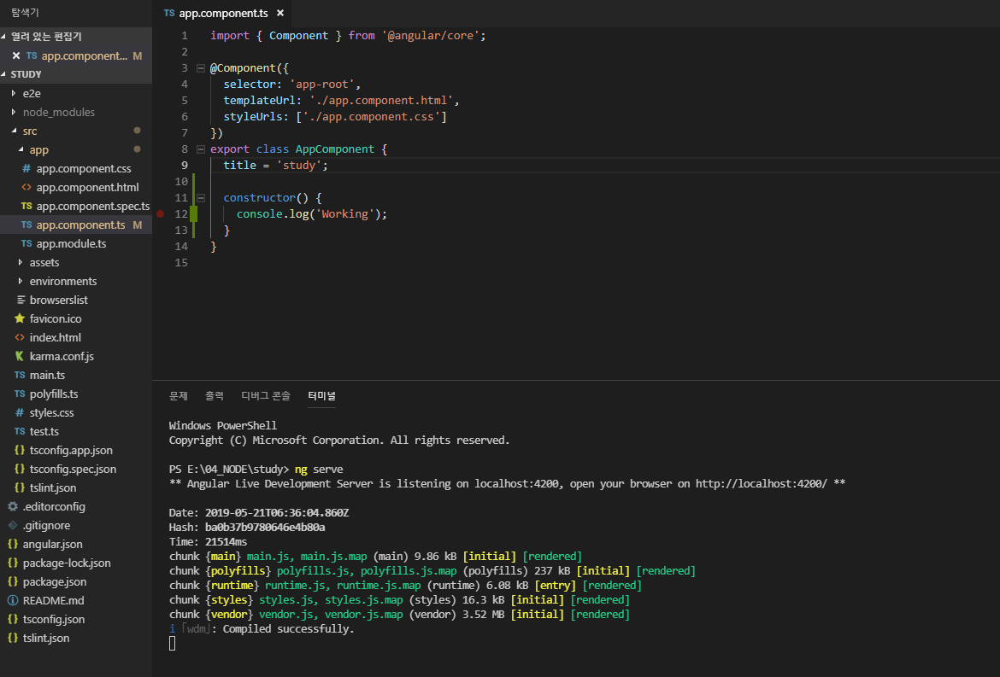 탐색기
열려 있는 편집기
TS app.component... M
STUDY
e2e
node_modules
src
app
# app.component.css
<> app.component.html
TS app.component.spec.ts
TS app.component.ts M
TS app.module.ts
assets
environments
browserslist
favicon.ico
<> index.html
karma.conf.js
TS main.ts
TS polyfills.ts
# styles.css
TS test.ts
{} tsconfig.app.json
{} tsconfig.spec.json
{} tslint.json
.editorconfig
.gitignore
{} angular.json
{} package-lock.json
{} package.json
README.md
{} tsconfig.json
{} tslint.json
TS app.component.ts
1 import { Component } from '@angular/core';
2
3 @Component({
4 selector: 'app-root',
5 templateUrl: './app.component.html',
6 styleUrls: ['./app.component.css']
7 })
8 export class AppComponent {
9 title = 'study';
10
11 constructor() {
12 console.log('Working');
13 }
14 }
15
문제 출력 디버그 콘솔 터미널
Windows PowerShell
Copyright (C) Microsoft Corporation. All rights reserved.
PS E:\04_NODE\study> ng serve
** Angular Live Development Server is listening on localhost:4200, open your browser on http://localhost:4200/ **
Date: 2019-05-21T06:36:04.860Z
Hash: ba0b37b9780646e4b80a
Time: 21514ms
chunk {main} main.js, main.js.map (main) 9.86 kB [initial] [rendered]
chunk {polyfills} polyfills.js, polyfills.js.map (polyfills) 237 kB [initial] [rendered]
chunk {runtime} runtime.js, runtime.js.map (runtime) 6.08 kB [entry] [rendered]
chunk {styles} styles.js, styles.js.map (styles) 16.3 kB [initial] [rendered]
chunk {vendor} vendor.js, vendor.js.map (vendor) 3.52 MB [initial] [rendered]
i ｢wdm｣: Compiled successfully.